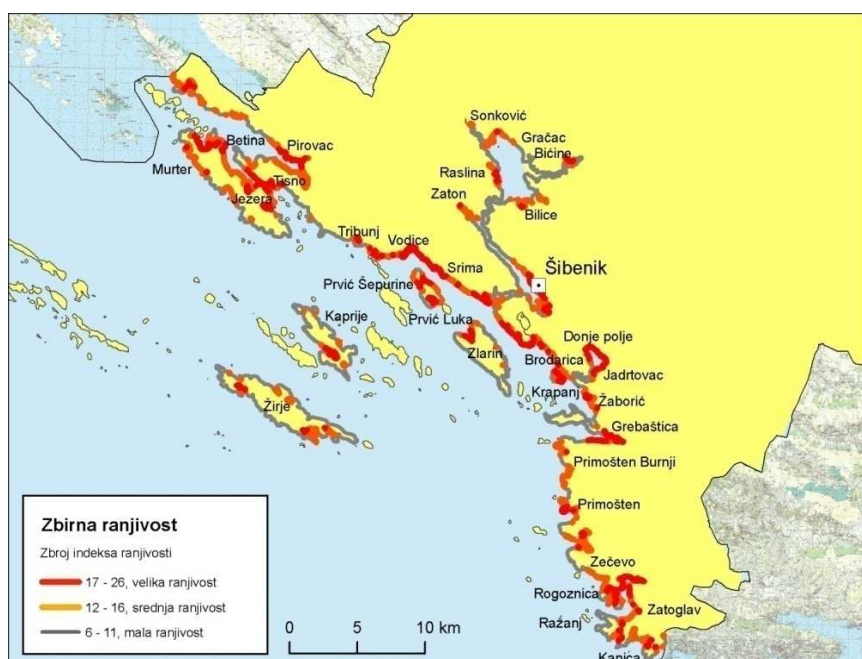 Sonković
Gračac
Bićine
Betina
Pirovac
Murter
Tisno
Jezera
Raslina
Zaton
Bilice
Tribunj
Vodice
Srima
Šibenik
Prvić Šepurine
Prvić Luka
Kaprije
Zlarin
Donje polje
Brodarica
Jadrtovac
Krapanj
Žaborić
Žirje
Grebaštica
Primošten Burnji
Primošten
Zečevo
Rogoznica
Zatoglav
Ražanj
Kanica
Zbirna ranjivost
Zbroj indeksa ranjivosti
17 - 26, velika ranjivost
12 - 16, srednja ranjivost
6 - 11, mala ranjivost
0 5 10 km